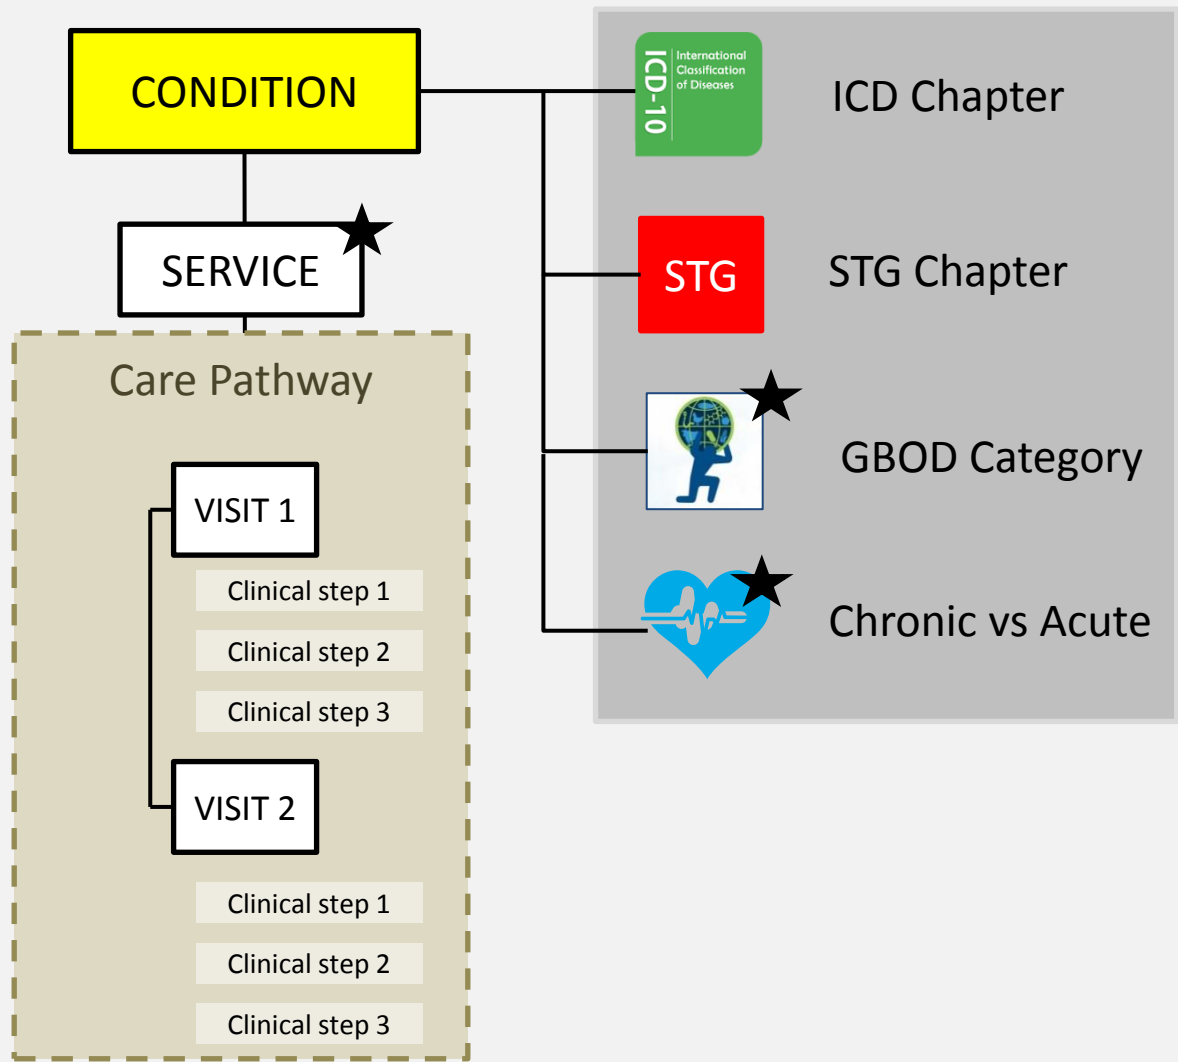 CONDITION
ICD-10
International
Classification
of Diseases
ICD Chapter
SERVICE
STG
STG Chapter
Care Pathway
GBOD Category
VISIT 1
Clinical step 1
Clinical step 2
Clinical step 3
Chronic vs Acute
VISIT 2
Clinical step 1
Clinical step 2
Clinical step 3